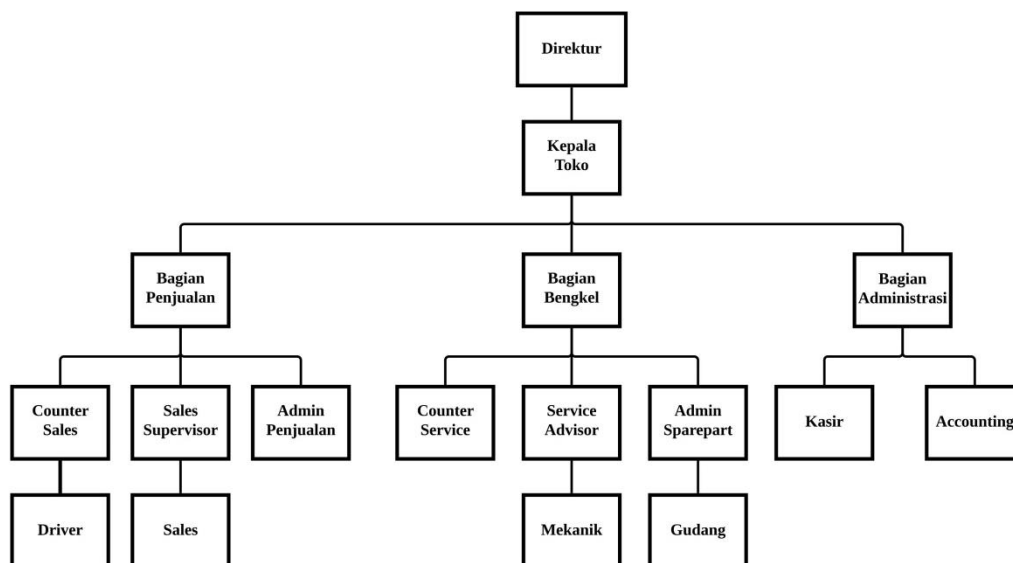 Direktur
Kepala
Toko
Bagian
Penjualan
Bagian
Bengkel
Bagian
Administrasi
Counter
Sales
Sales
Supervisor
Admin
Penjualan
Counter
Service
Service
Advisor
Admin
Sparepart
Kasir
Accounting
Driver
Sales
Mekanik
Gudang